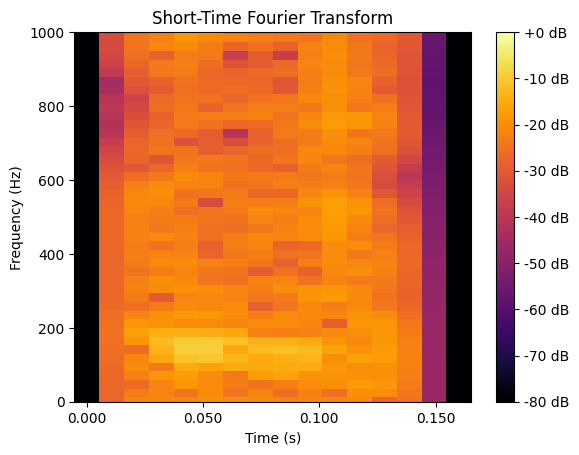 Short-Time Fourier Transform
Frequency (Hz)
1000
800
600
400
200
0
0.000
0.050
0.100
0.150
Time (s)
+0 dB
-10 dB
-20 dB
-30 dB
-40 dB
-50 dB
-60 dB
-70 dB
-80 dB